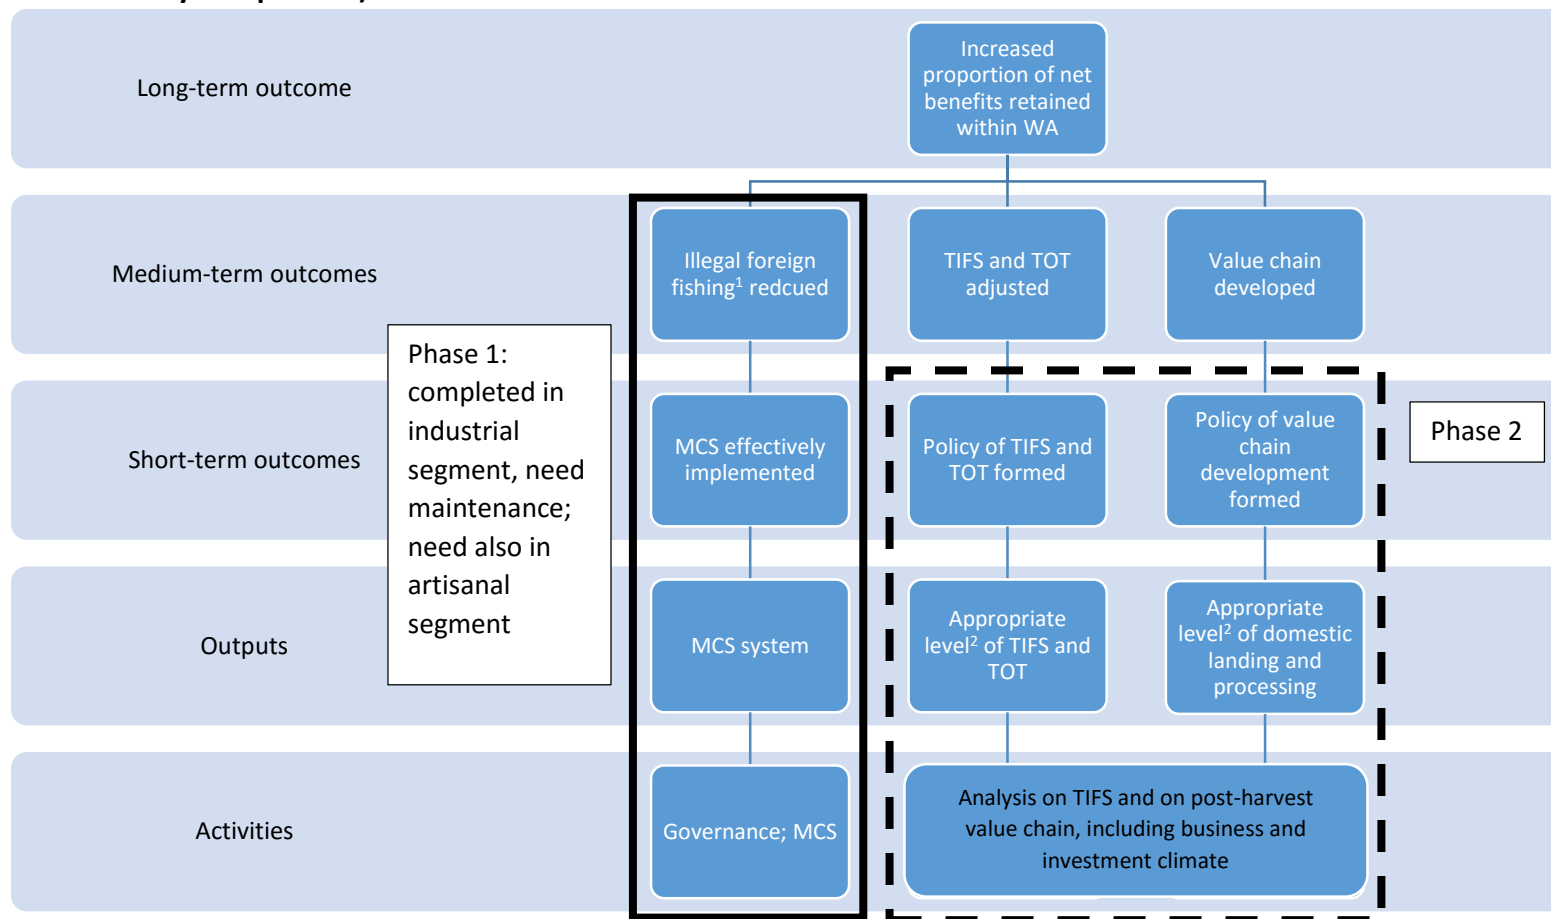 Long-term outcome
Increased
proportion of net
benefits retained
within WA
Medium-term outcomes
Illegal foreign
fishing¹ redcued
TIFS and TOT
adjusted
Value chain
developed
Phase 1:
completed in
industrial
segment, need
maintenance;
need also in
artisanal
segment
Short-term outcomes
MCS effectively
implemented
Policy of TIFS and
TOT formed
Policy of value
chain
development
formed
Phase 2
Outputs
MCS system
Appropriate
level² of TIFS and
TOT
Appropriate
level² of domestic
landing and
processing
Activities
Governance; MCS
Analysis on TIFS and on post-harvest
value chain, including business and
investment climate